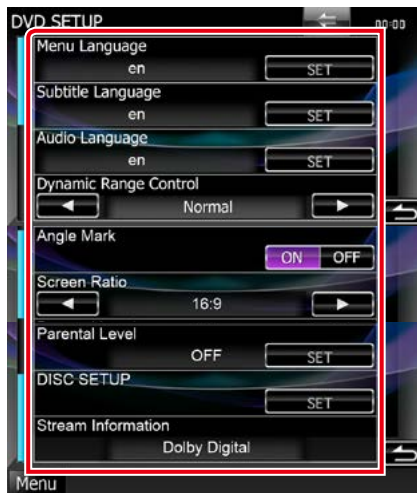 DVD SETUP
00:00
Menu Language
en SET
Subtitle Language
en SET
Audio Language
en SET
Dynamic Range Control
Normal
Angle Mark
ON OFF
Screen Ratio
16:9
Parental Level
OFF SET
DISC SETUP
SET
Stream Information
Dolby Digital
Menu